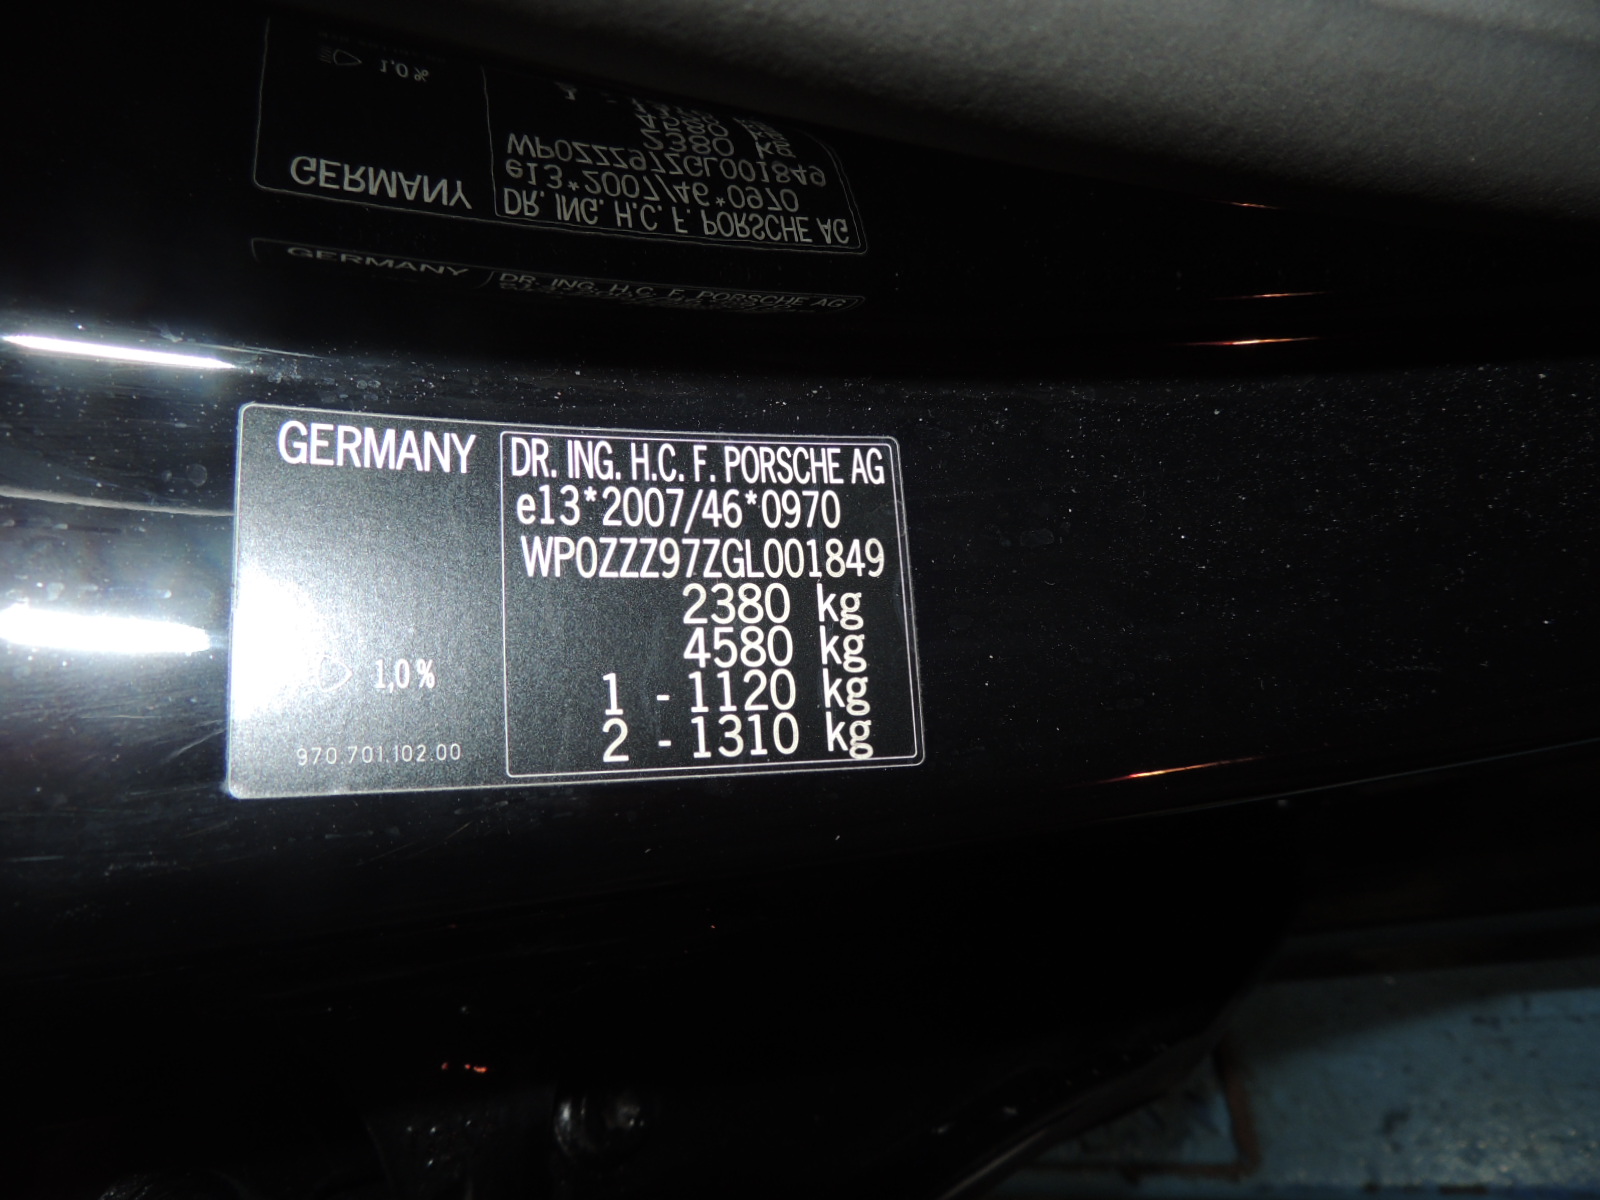 GERMANY
DR. ING. H.C. F. PORSCHE AG
e13*2007/46*0970
WP0ZZZ97ZGL001849
2380 kg
4580 kg
1 - 1120 kg
2 - 1310 kg
1,0 %
970.701.102.00